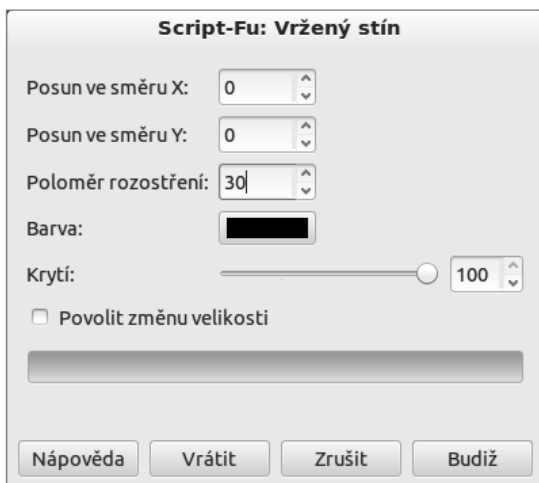 Script-Fu: Vržený stín
Posun ve směru X: 0
Posun ve směru Y: 0
Poloměr rozostření: 30
Barva:
Krytí: 100
Povolit změnu velikosti
Nápověda Vrátit Zrušit Budiž